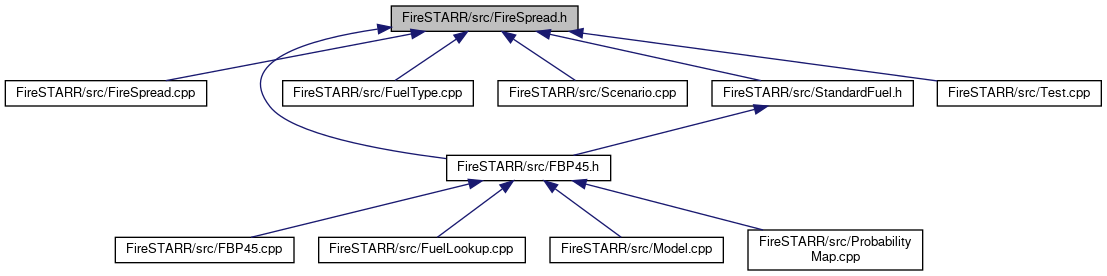 FireSTARR/src/FireSpread.h
FireSTARR/src/FireSpread.cpp
FireSTARR/src/FuelType.cpp
FireSTARR/src/Scenario.cpp
FireSTARR/src/StandardFuel.h
FireSTARR/src/Test.cpp
FireSTARR/src/FBP45.h
FireSTARR/src/FBP45.cpp
FireSTARR/src/FuelLookup.cpp
FireSTARR/src/Model.cpp
FireSTARR/src/Probability
Map.cpp